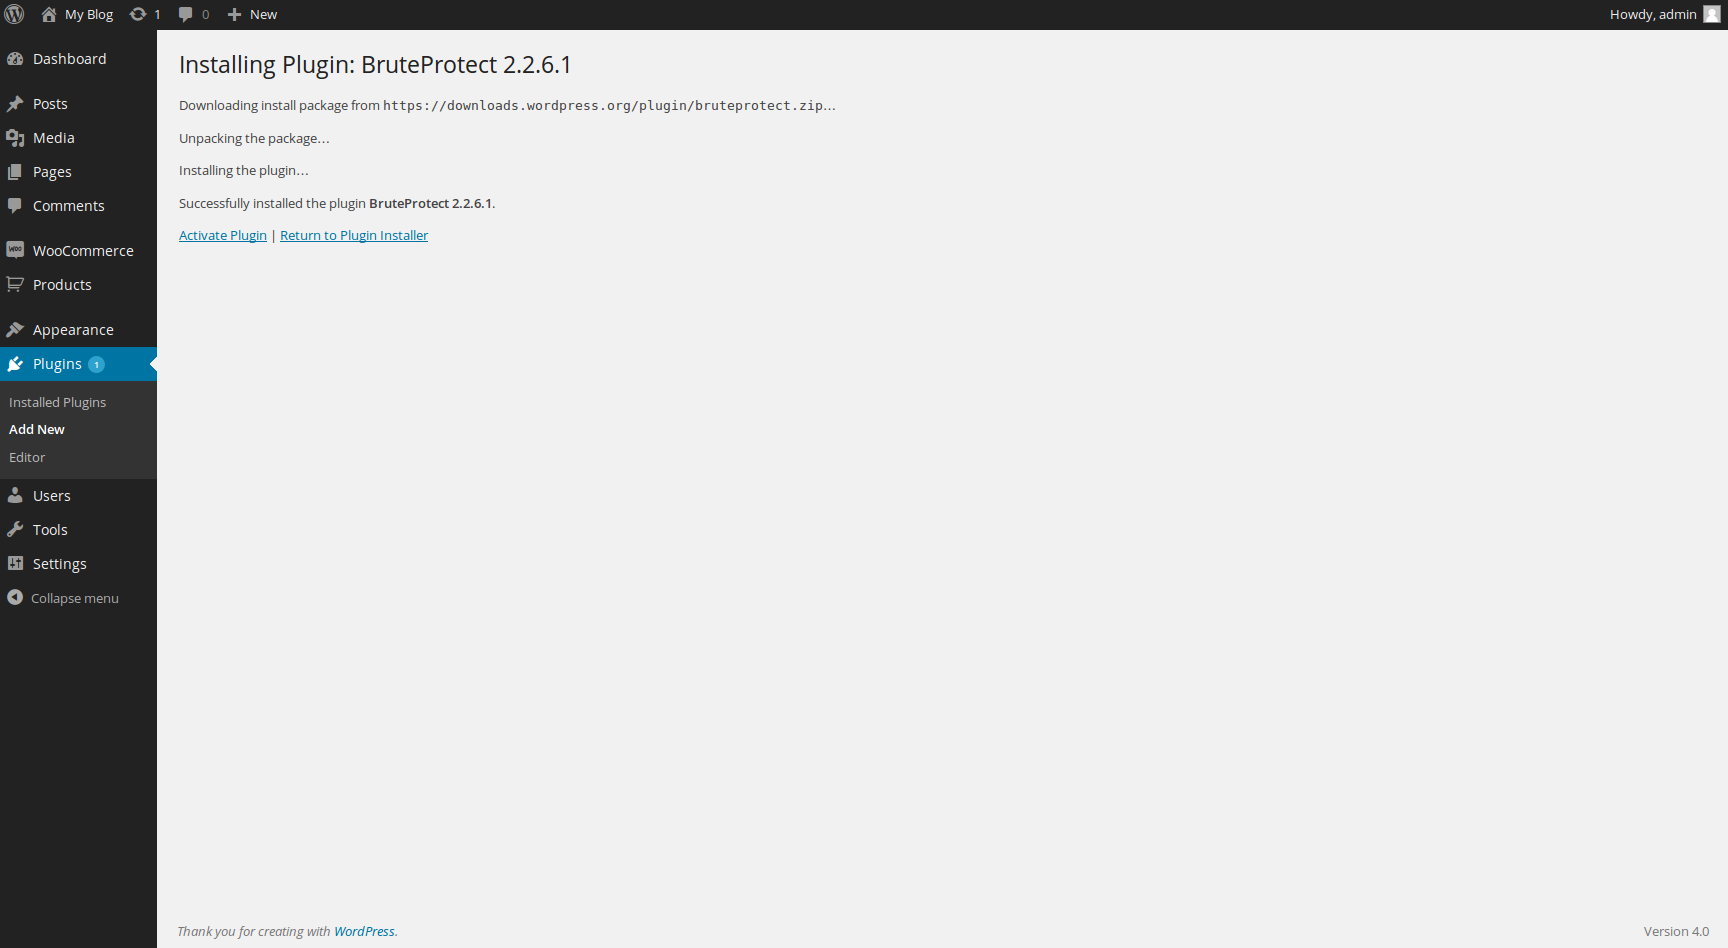 My Blog 1 0 New Howdy, admin
Dashboard
Posts
Media
Pages
Comments
WooCommerce
Products
Appearance
Plugins 1
Installed Plugins
Add New
Editor
Users
Tools
Settings
Collapse menu
Installing Plugin: BruteProtect 2.2.6.1
Downloading install package from https://downloads.wordpress.org/plugin/bruteprotect.zip…
Unpacking the package…
Installing the plugin…
Successfully installed the plugin BruteProtect 2.2.6.1.
Activate Plugin | Return to Plugin Installer
Thank you for creating with WordPress.
Version 4.0